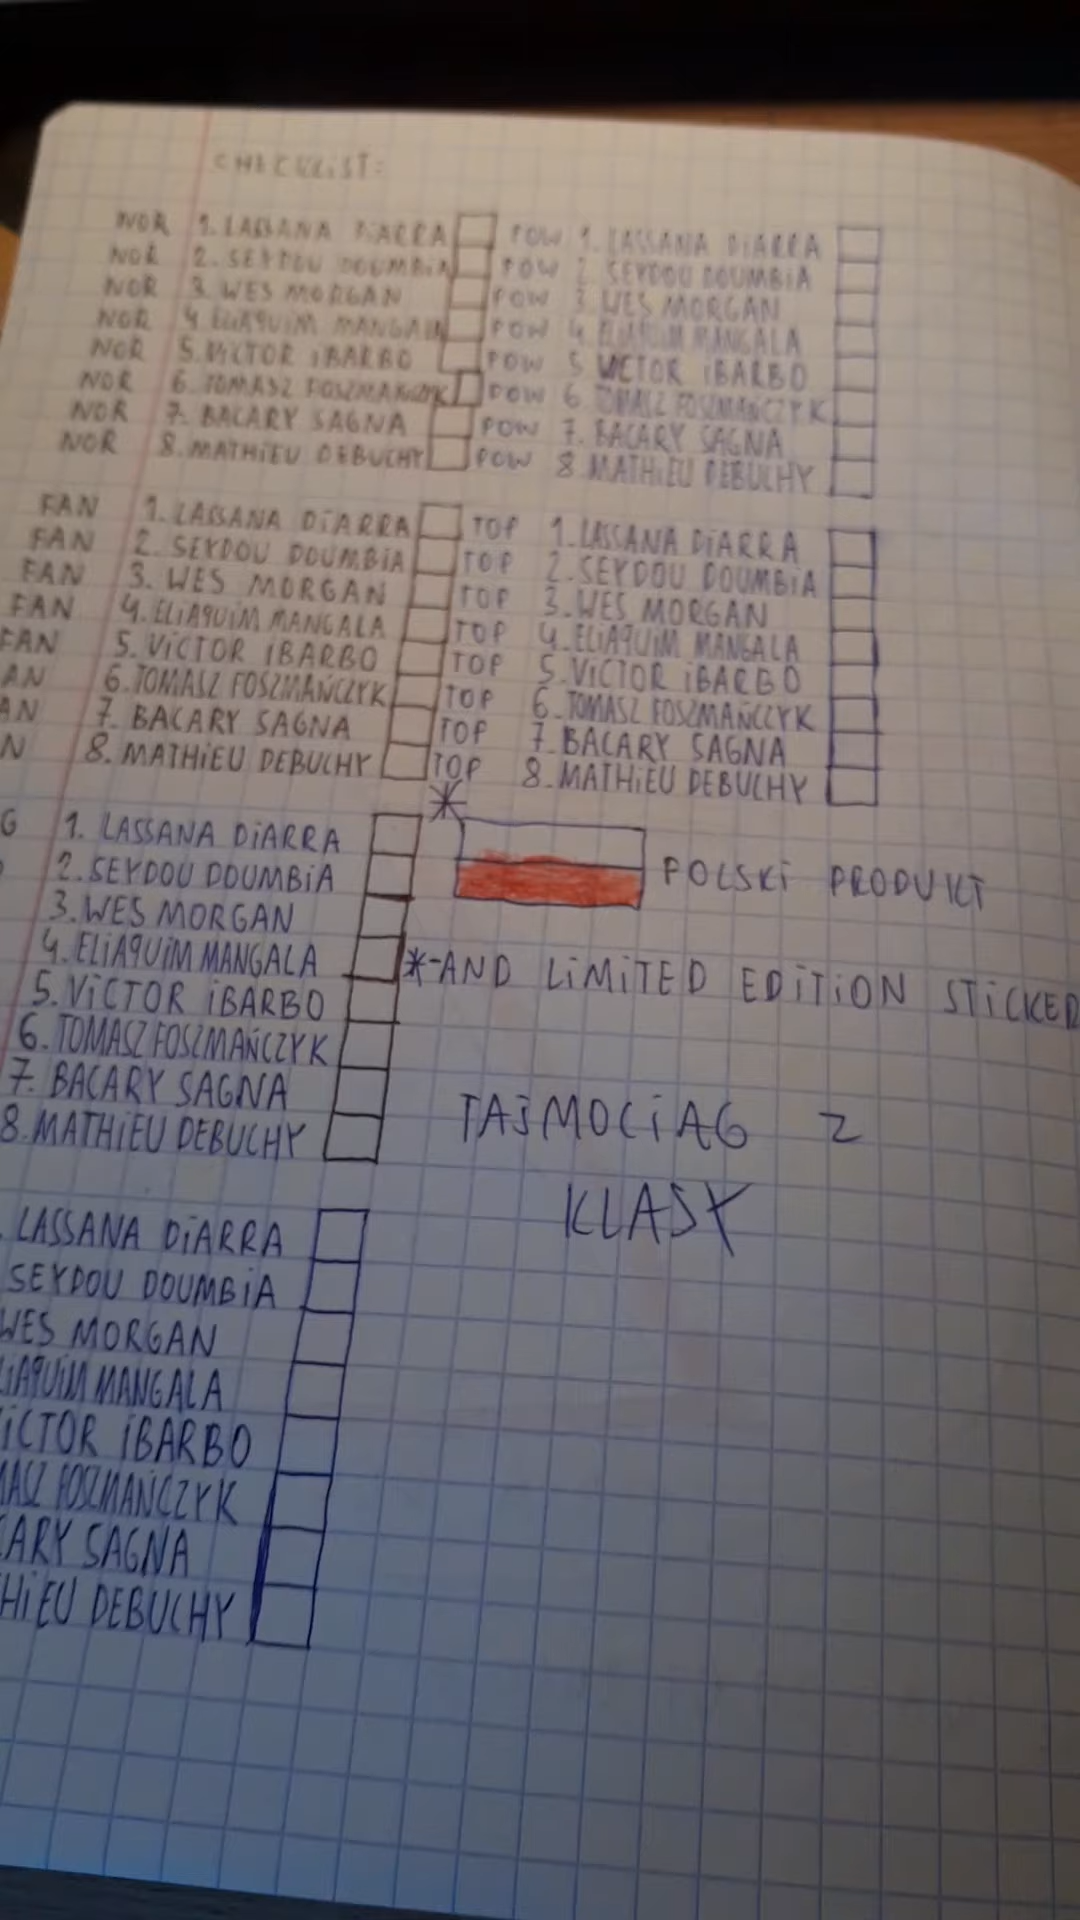 CHECKLIST:
NOR 1. LASSANA DIARRA POW 1. LASSANA DIARRA
NOR 2. SEYDOU DOUMBIA POW 2 SEYDOU DOUMBIA
NOR 3. WES MORGAN POW 3. WES MORGAN
NOR 4. ELIAQUIM MANGALA POW 4. ELIAQUIM MANGALA
NOR 5. VICTOR IBARBO POW 5 VICTOR IBARBO
NOR 6. TOMASZ FOSZMAŃCZYK POW 6. TOMASZ FOSZMAŃCZYK
NOR 7. BACARY SAGNA POW 7. BACARY SAGNA
NOR 8. MATHIEU DEBUCHY POW 8. MATHIEU DEBUCHY
FAN 1. LASSANA DIARRA TOP 1. LASSANA DIARRA
FAN 2. SEYDOU DOUMBIA TOP 2. SEYDOU DOUMBIA
FAN 3. WES MORGAN TOP 3. WES MORGAN
FAN 4. ELIAQUIM MANGALA TOP 4. ELIAQUIM MANGALA
FAN 5. VICTOR IBARBO TOP 5. VICTOR IBARBO
AN 6. TOMASZ FOSZMAŃCZYK TOP 6. TOMASZ FOSZMAŃCZYK
AN 7. BACARY SAGNA TOP 7. BACARY SAGNA
N 8. MATHIEU DEBUCHY TOP 8. MATHIEU DEBUCHY
*
G 1. LASSANA DIARRA
2. SEYDOU DOUMBIA POLSKI PRODUKT
3. WES MORGAN
4. ELIAQUIM MANGALA *-AND LIMITED EDITION STICKER
5. VICTOR IBARBO
6. TOMASZ FOSZMAŃCZYK
7. BACARY SAGNA TAJMOCIAG Z
8. MATHIEU DEBUCHY
KLASY
LASSANA DIARRA
SEYDOU DOUMBIA
WES MORGAN
LIAQUIM MANGALA
ICTOR IBARBO
MASZ FOSZMAŃCZYK
CARY SAGNA
HIEU DEBUCHY